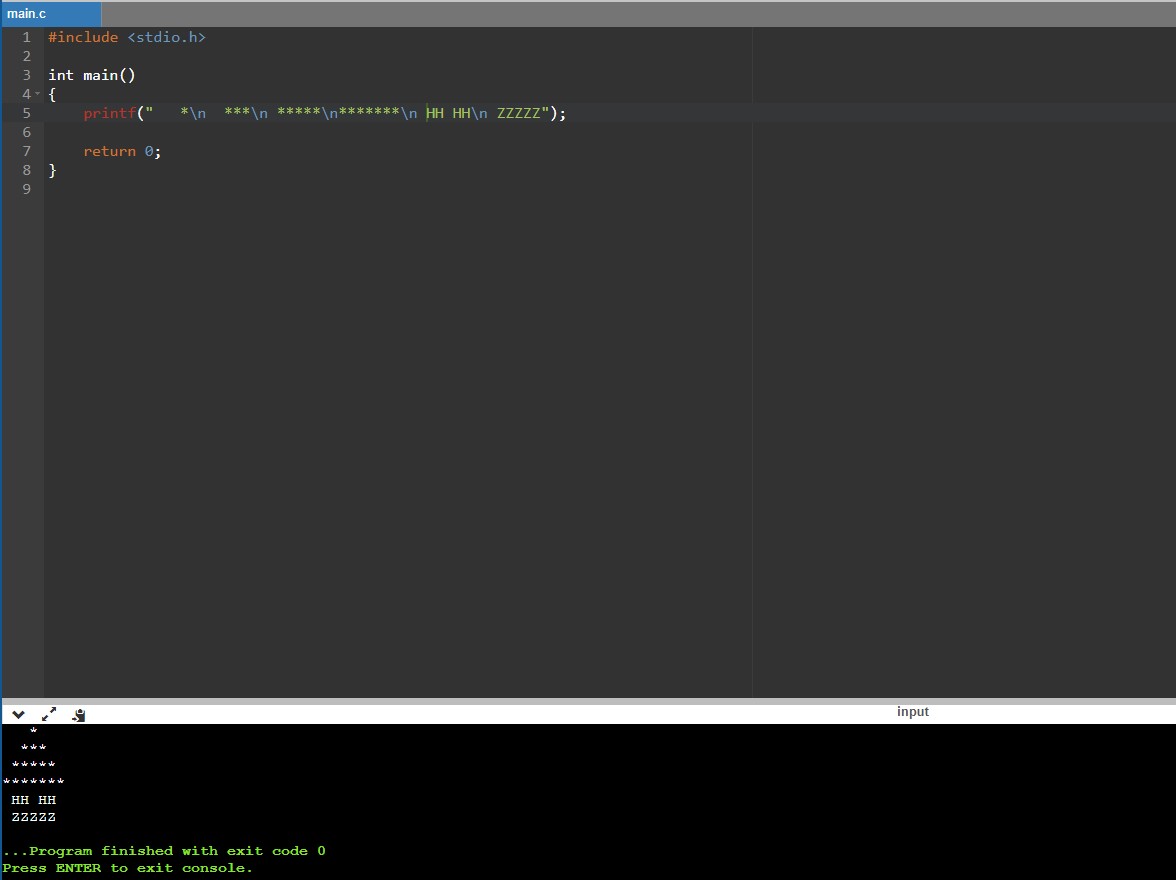 main.c
1 #include <stdio.h>
2
3 int main()
4 {
5     printf("   *\n  ***\n *****\n*******\n HH HH\n ZZZZZ");
6
7     return 0;
8 }
9
input
   *
  ***
 *****
*******
 HH HH
 ZZZZZ
...Program finished with exit code 0
Press ENTER to exit console.